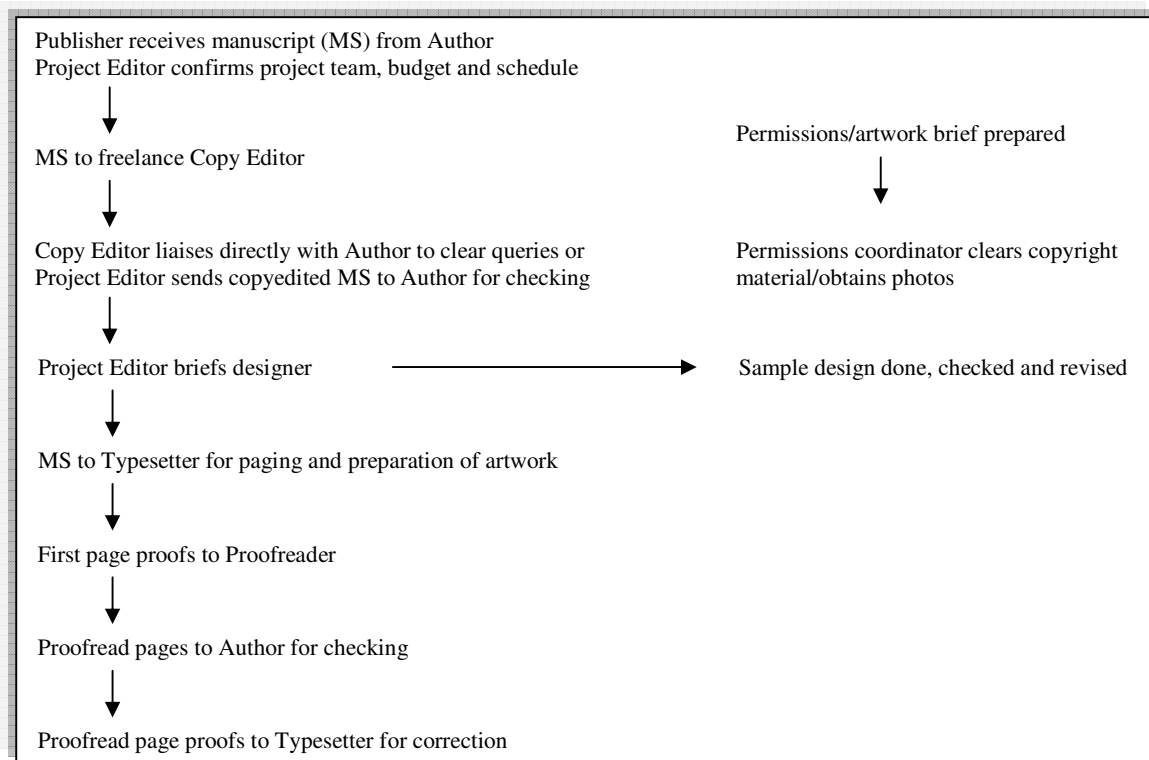 Publisher receives manuscript (MS) from Author
Project Editor confirms project team, budget and schedule
Permissions/artwork brief prepared
MS to freelance Copy Editor
Copy Editor liaises directly with Author to clear queries or
Project Editor sends copyedited MS to Author for checking
Permissions coordinator clears copyright
material/obtains photos
Project Editor briefs designer
Sample design done, checked and revised
MS to Typesetter for paging and preparation of artwork
First page proofs to Proofreader
Proofread pages to Author for checking
Proofread page proofs to Typesetter for correction